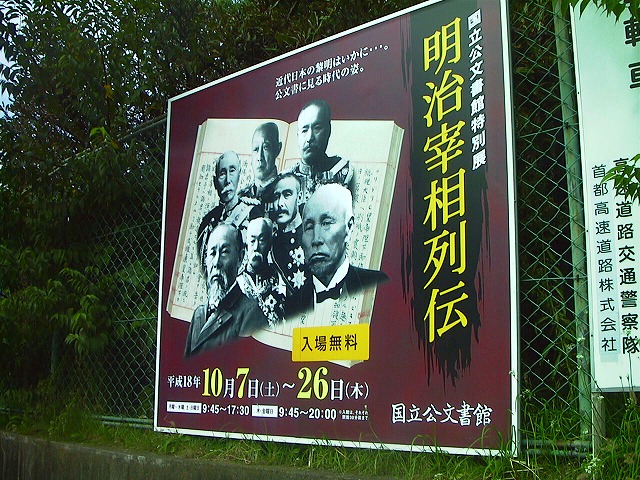 国立公文書館特別展
明治宰相列伝
近代日本の黎明はいかに…。
公文書に見る時代の姿。
入場無料
平成18年10月7日(土)～26日(木)
9:45～17:30 木・金曜日 9:45～20:00
国立公文書館
道路交通警察隊
首都高速道路株式会社